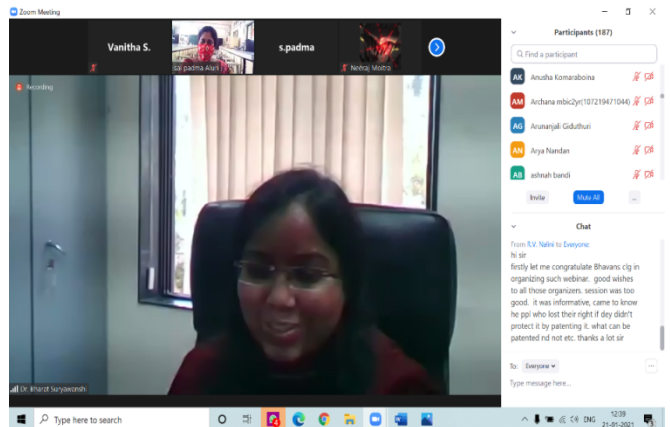 Zoom Meeting
Vanitha S.
sai padma Aluri
s.padma
Neeraj Moitra
Recording
Dr. Bharat Suryawanshi
Participants (187)
Find a participant
AK Anusha Komaraboina
AM Archana mbic2yr(107219471044)
AG Arunanjali Giduthuri
AN Arya Nandan
AB ashnah bandi
Invite
Mute All
...
Chat
From R.V. Nalini to Everyone:
hi sir
firstly let me congratulate Bhavans clg in
organizing such webinar. good wishes
to all those organizers. session was too
good. it was informative, came to know
he ppl who lost their right if dey didn't
protect it by patenting it. what can be
patented nd not etc. thanks a lot sir
To: Everyone
Type message here...
Type here to search
ENG
12:39
21-01-2021